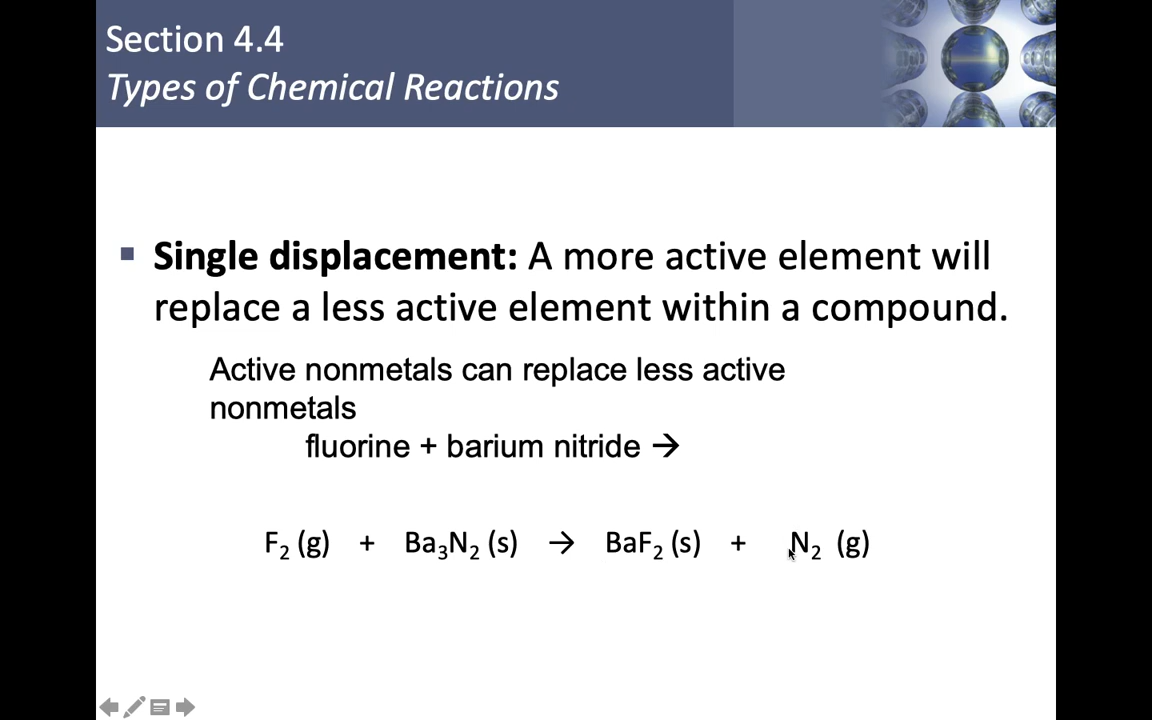 Section 4.4
Types of Chemical Reactions
▪ Single displacement: A more active element will
replace a less active element within a compound.
Active nonmetals can replace less active
nonmetals
fluorine + barium nitride →
F₂ (g) + Ba₃N₂ (s) → BaF₂ (s) + N₂ (g)